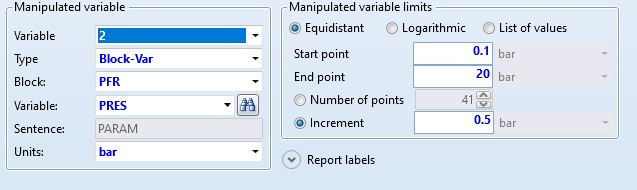 Manipulated variable
Variable 2
Type Block-Var
Block: PFR
Variable: PRES
Sentence: PARAM
Units: bar
Manipulated variable limits
Equidistant Logarithmic List of values
Start point 0.1 bar
End point 20 bar
Number of points 41
Increment 0.5 bar
Report labels